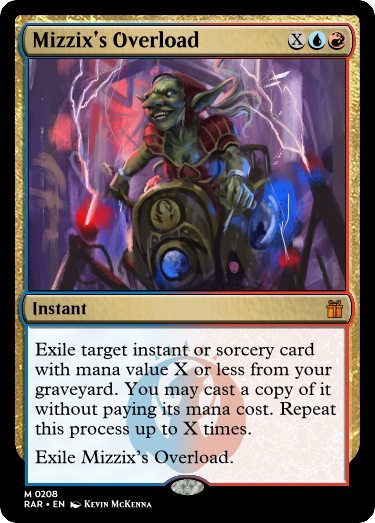 Mizzix's Overload X
Instant
Exile target instant or sorcery card
with mana value X or less from your
graveyard. You may cast a copy of it
without paying its mana cost. Repeat
this process up to X times.
Exile Mizzix's Overload.
M 0208
RAR • EN Kevin McKenna